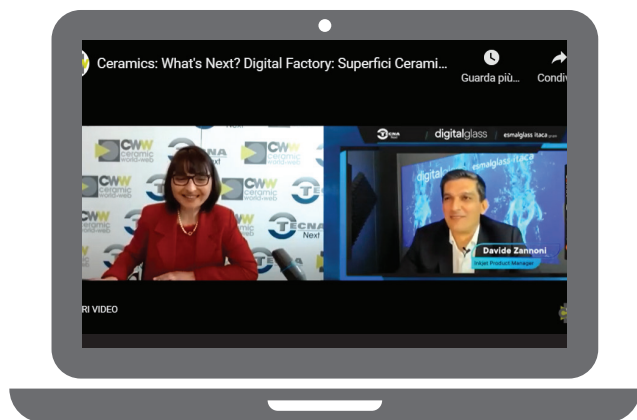 Ceramics: What's Next? Digital Factory: Superfici Cerami...
Guarda più...
Condiv
CWW
ceramic
world-web
TECNA
Next
digitalglass
esmalglass itaca
Davide Zannoni
Inkjet Product Manager
RI VIDEO